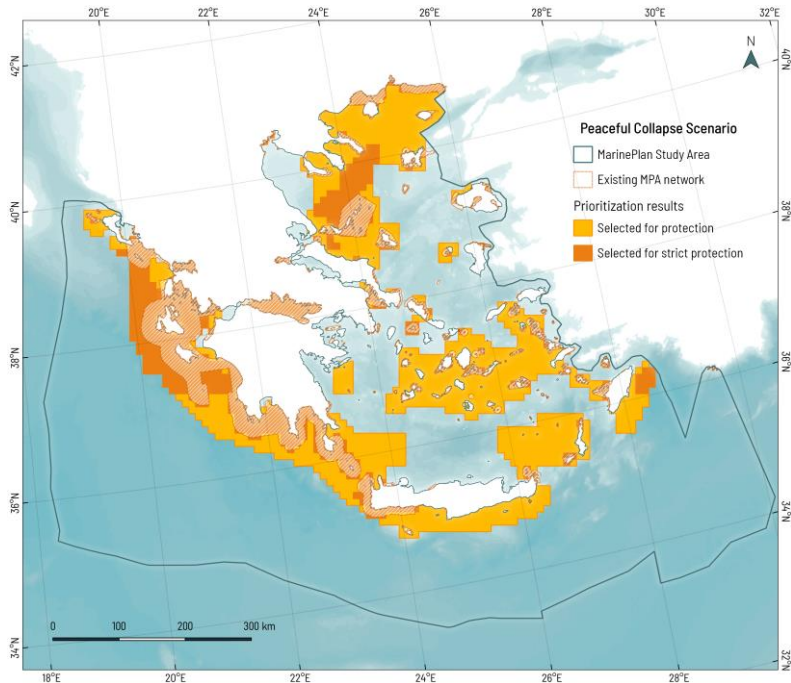 20°E 22°E 24°E 26°E 28°E 30°E 32°E
42°N
40°N
38°N
36°N
34°N
40°N
38°N
36°N
34°N
32°N
N
Peaceful Collapse Scenario
MarinePlan Study Area
Existing MPA network
Prioritization results
Selected for protection
Selected for strict protection
0 100 200 300 km
18°E 20°E 22°E 24°E 26°E 28°E